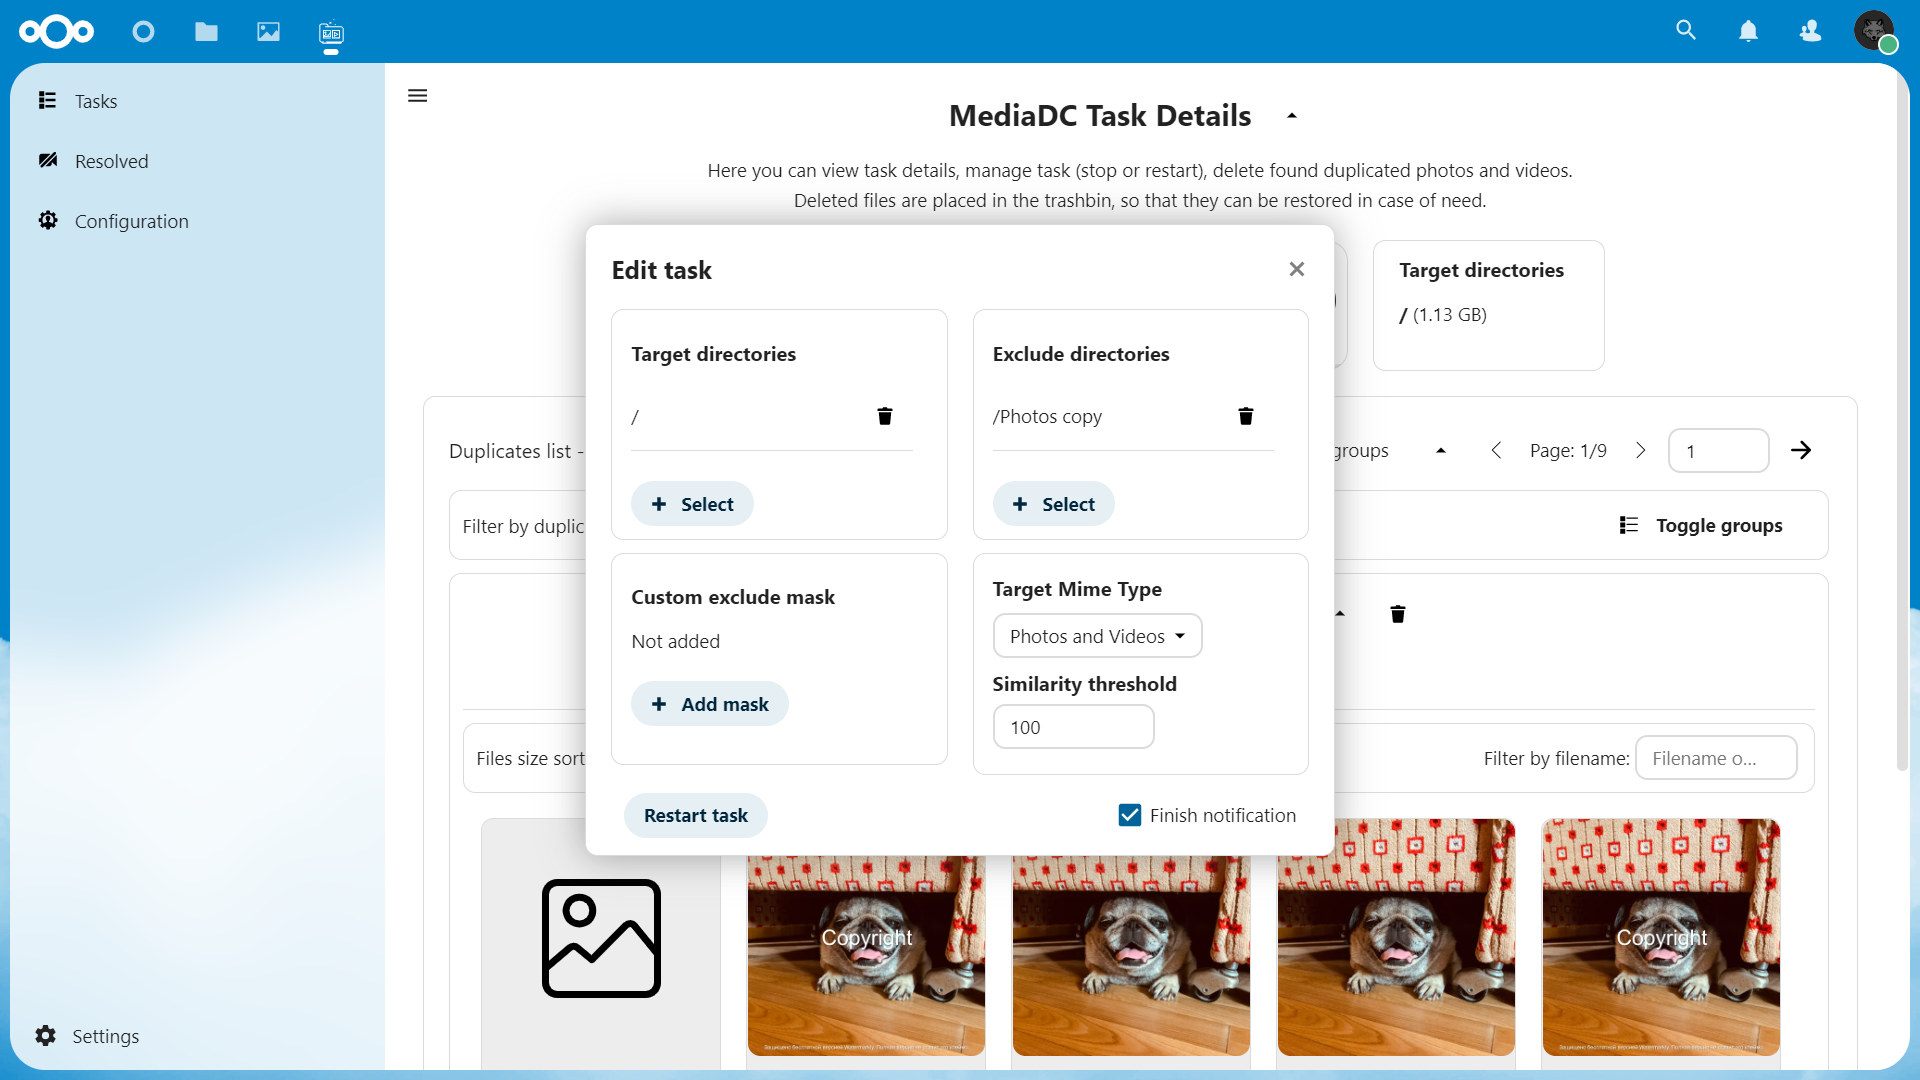 Tasks
Resolved
Configuration
Settings
MediaDC Task Details
Here you can view task details, manage task (stop or restart), delete found duplicated photos and videos.
Deleted files are placed in the trashbin, so that they can be restored in case of need.
Target directories
/ (1.13 GB)
Edit task
Target directories
/
Select
Exclude directories
/Photos copy
Select
Custom exclude mask
Not added
Add mask
Target Mime Type
Photos and Videos
Similarity threshold
100
Restart task
Finish notification
Duplicates list -
groups
Page: 1/9
1
Filter by duplic
Toggle groups
Files size sort
Filter by filename:
Filename o...
Copyright
Copyright